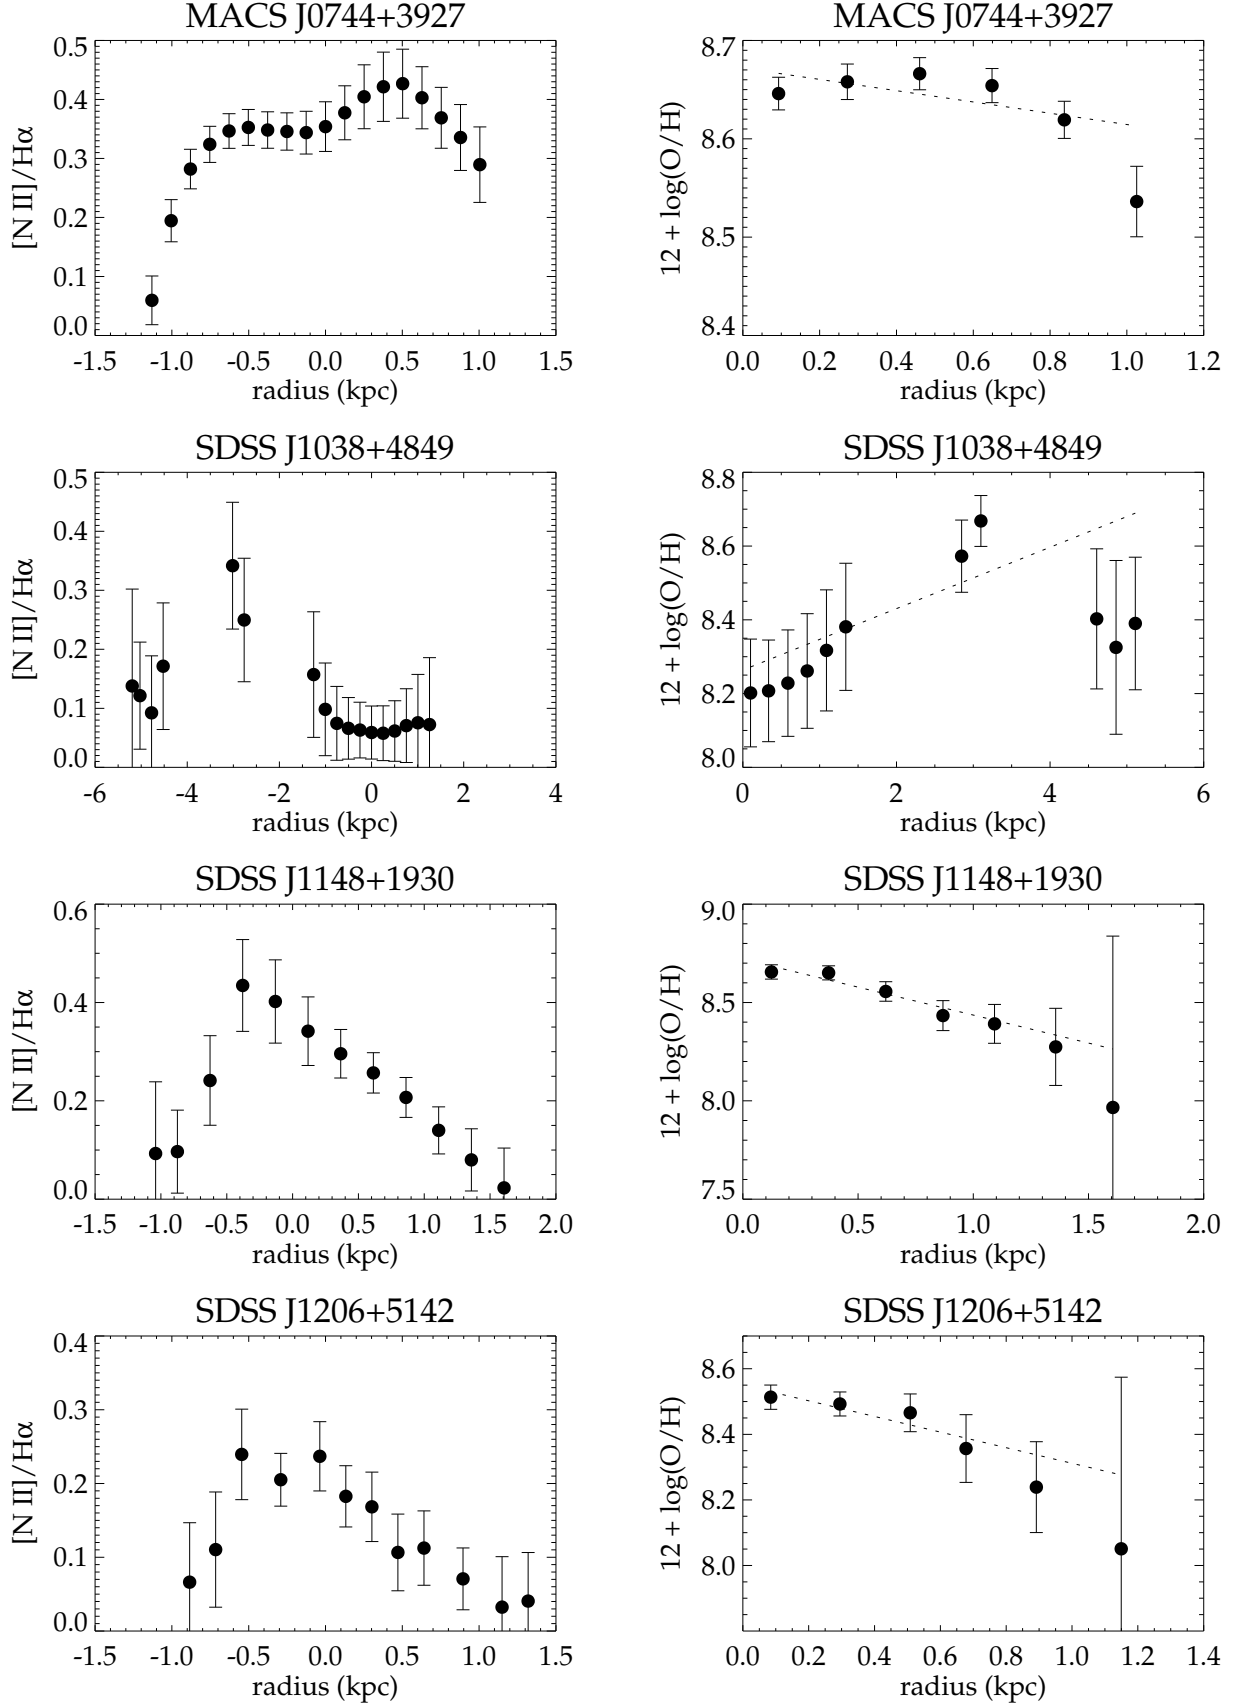 MACS J0744+3927
0.5
0.4
0.3
0.2
0.1
0.0
[N II]/Hα
-1.5 -1.0 -0.5 0.0 0.5 1.0 1.5
radius (kpc)
MACS J0744+3927
8.7
8.6
8.5
8.4
12 + log(O/H)
0.0 0.2 0.4 0.6 0.8 1.0 1.2
radius (kpc)
SDSS J1038+4849
0.5
0.4
0.3
0.2
0.1
0.0
[N II]/Hα
-6 -4 -2 0 2 4
radius (kpc)
SDSS J1038+4849
8.8
8.6
8.4
8.2
8.0
12 + log(O/H)
0 2 4 6
radius (kpc)
SDSS J1148+1930
0.6
0.4
0.2
0.0
[N II]/Hα
-1.5 -1.0 -0.5 0.0 0.5 1.0 1.5 2.0
radius (kpc)
SDSS J1148+1930
9.0
8.5
8.0
7.5
12 + log(O/H)
0.0 0.5 1.0 1.5 2.0
radius (kpc)
SDSS J1206+5142
0.4
0.3
0.2
0.1
0.0
[N II]/Hα
-1.5 -1.0 -0.5 0.0 0.5 1.0 1.5
radius (kpc)
SDSS J1206+5142
8.6
8.4
8.2
8.0
12 + log(O/H)
0.0 0.2 0.4 0.6 0.8 1.0 1.2 1.4
radius (kpc)